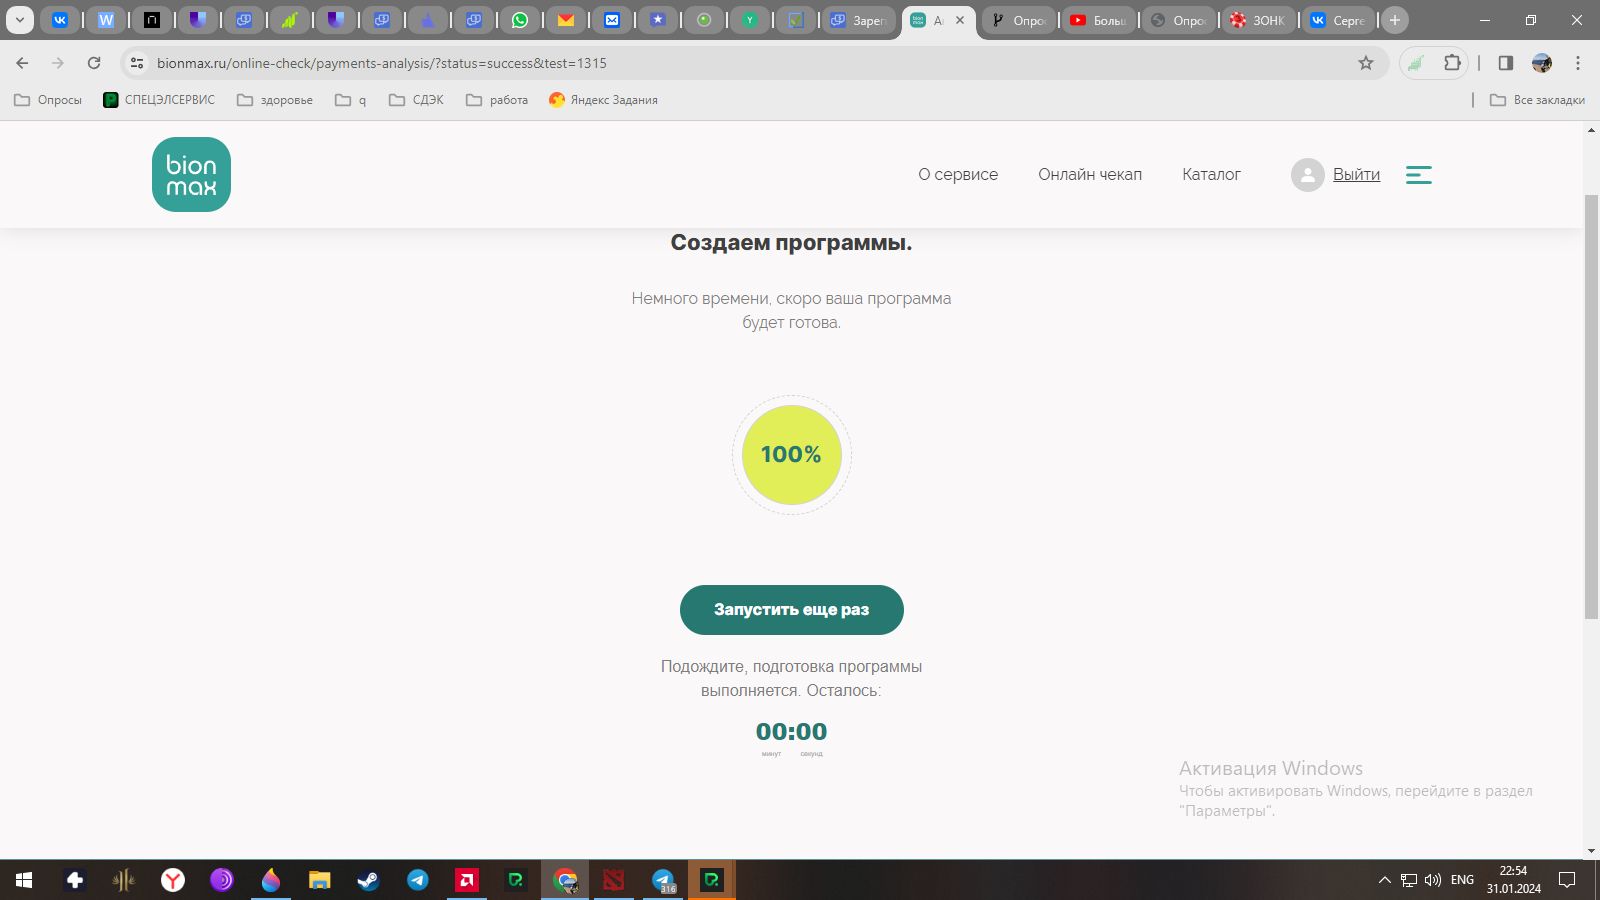 Зареп
Опрос
Больш
Опро
ЗОНК
Серге
bionmax.ru/online-check/payments-analysis/?status=success&test=1315
Опросы
СПЕЦЭЛСЕРВИС
здоровье
q
СДЭК
работа
Яндекс Задания
Все закладки
bion
max
О сервисе
Онлайн чекап
Каталог
Выйти
Создаем программы.
Немного времени, скоро ваша программа
будет готова.
100%
Запустить еще раз
Подождите, подготовка программы
выполняется. Осталось:
00:00
минут секунд
Активация Windows
Чтобы активировать Windows, перейдите в раздел
"Параметры".
316
ENG
22:54
31.01.2024